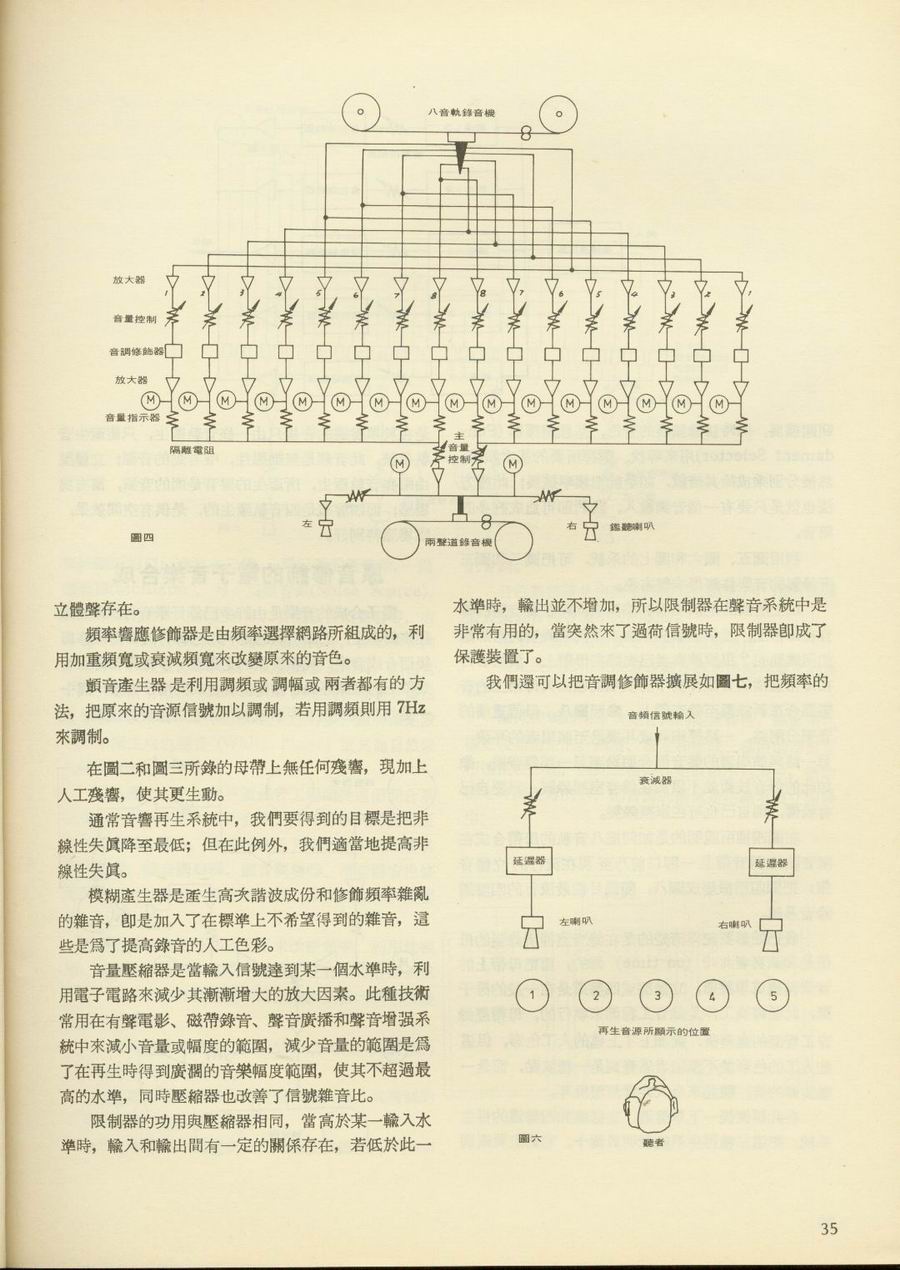 八音軌錄音機
放大器
1 2 3 4 5 6 7 8 8 7 6 5 4 3 2 1
音量控制
音調修飾器
放大器
M M M M M M M M M M M M M M M M
音量指示器
隔離電阻
主
音量
控制
M M
左
右
鑑聽喇叭
兩聲道錄音機
圖四
立體聲存在。
頻率響應修飾器是由頻率選擇網路所組成的，利
用加重頻寬或衰減頻寬來改變原來的音色。
顫音產生器是利用調頻或調幅或兩者都有的方
法，把原來的音源信號加以調制，若用調頻則用 7Hz
來調制。
在圖二和圖三所錄的母帶上無任何殘響，現加上
人工殘響，使其更生動。
通常音響再生系統中，我們要得到的目標是把非
線性失眞降至最低；但在此例外，我們適當地提高非
線性失眞。
模糊產生器是產生高次諧波成份和修飾頻率雜亂
的雜音，卽是加入了在標準上不希望得到的雜音，這
些是爲了提高錄音的人工色彩。
音量壓縮器是當輸入信號達到某一個水準時，利
用電子電路來減少其漸漸增大的放大因素。此種技術
常用在有聲電影、磁帶錄音、聲音廣播和聲音增强系
統中來減小音量或幅度的範圍，減少音量的範圍是爲
了在再生時得到廣濶的音樂幅度範圍，使其不超過最
高的水準，同時壓縮器也改善了信號雜音比。
限制器的功用與壓縮器相同，當高於某一輸入水
準時，輸入和輸出間有一定的關係存在，若低於此一
水準時，輸出並不增加，所以限制器在聲音系統中是
非常有用的，當突然來了過荷信號時，限制器卽成了
保護裝置了。
我們還可以把音調修飾器擴展如圖七，把頻率的
音頻信號輸入
衰減器
延遲器
延遲器
左喇叭
右喇叭
1 2 3 4 5
再生音源所顯示的位置
圖六
聽者
35